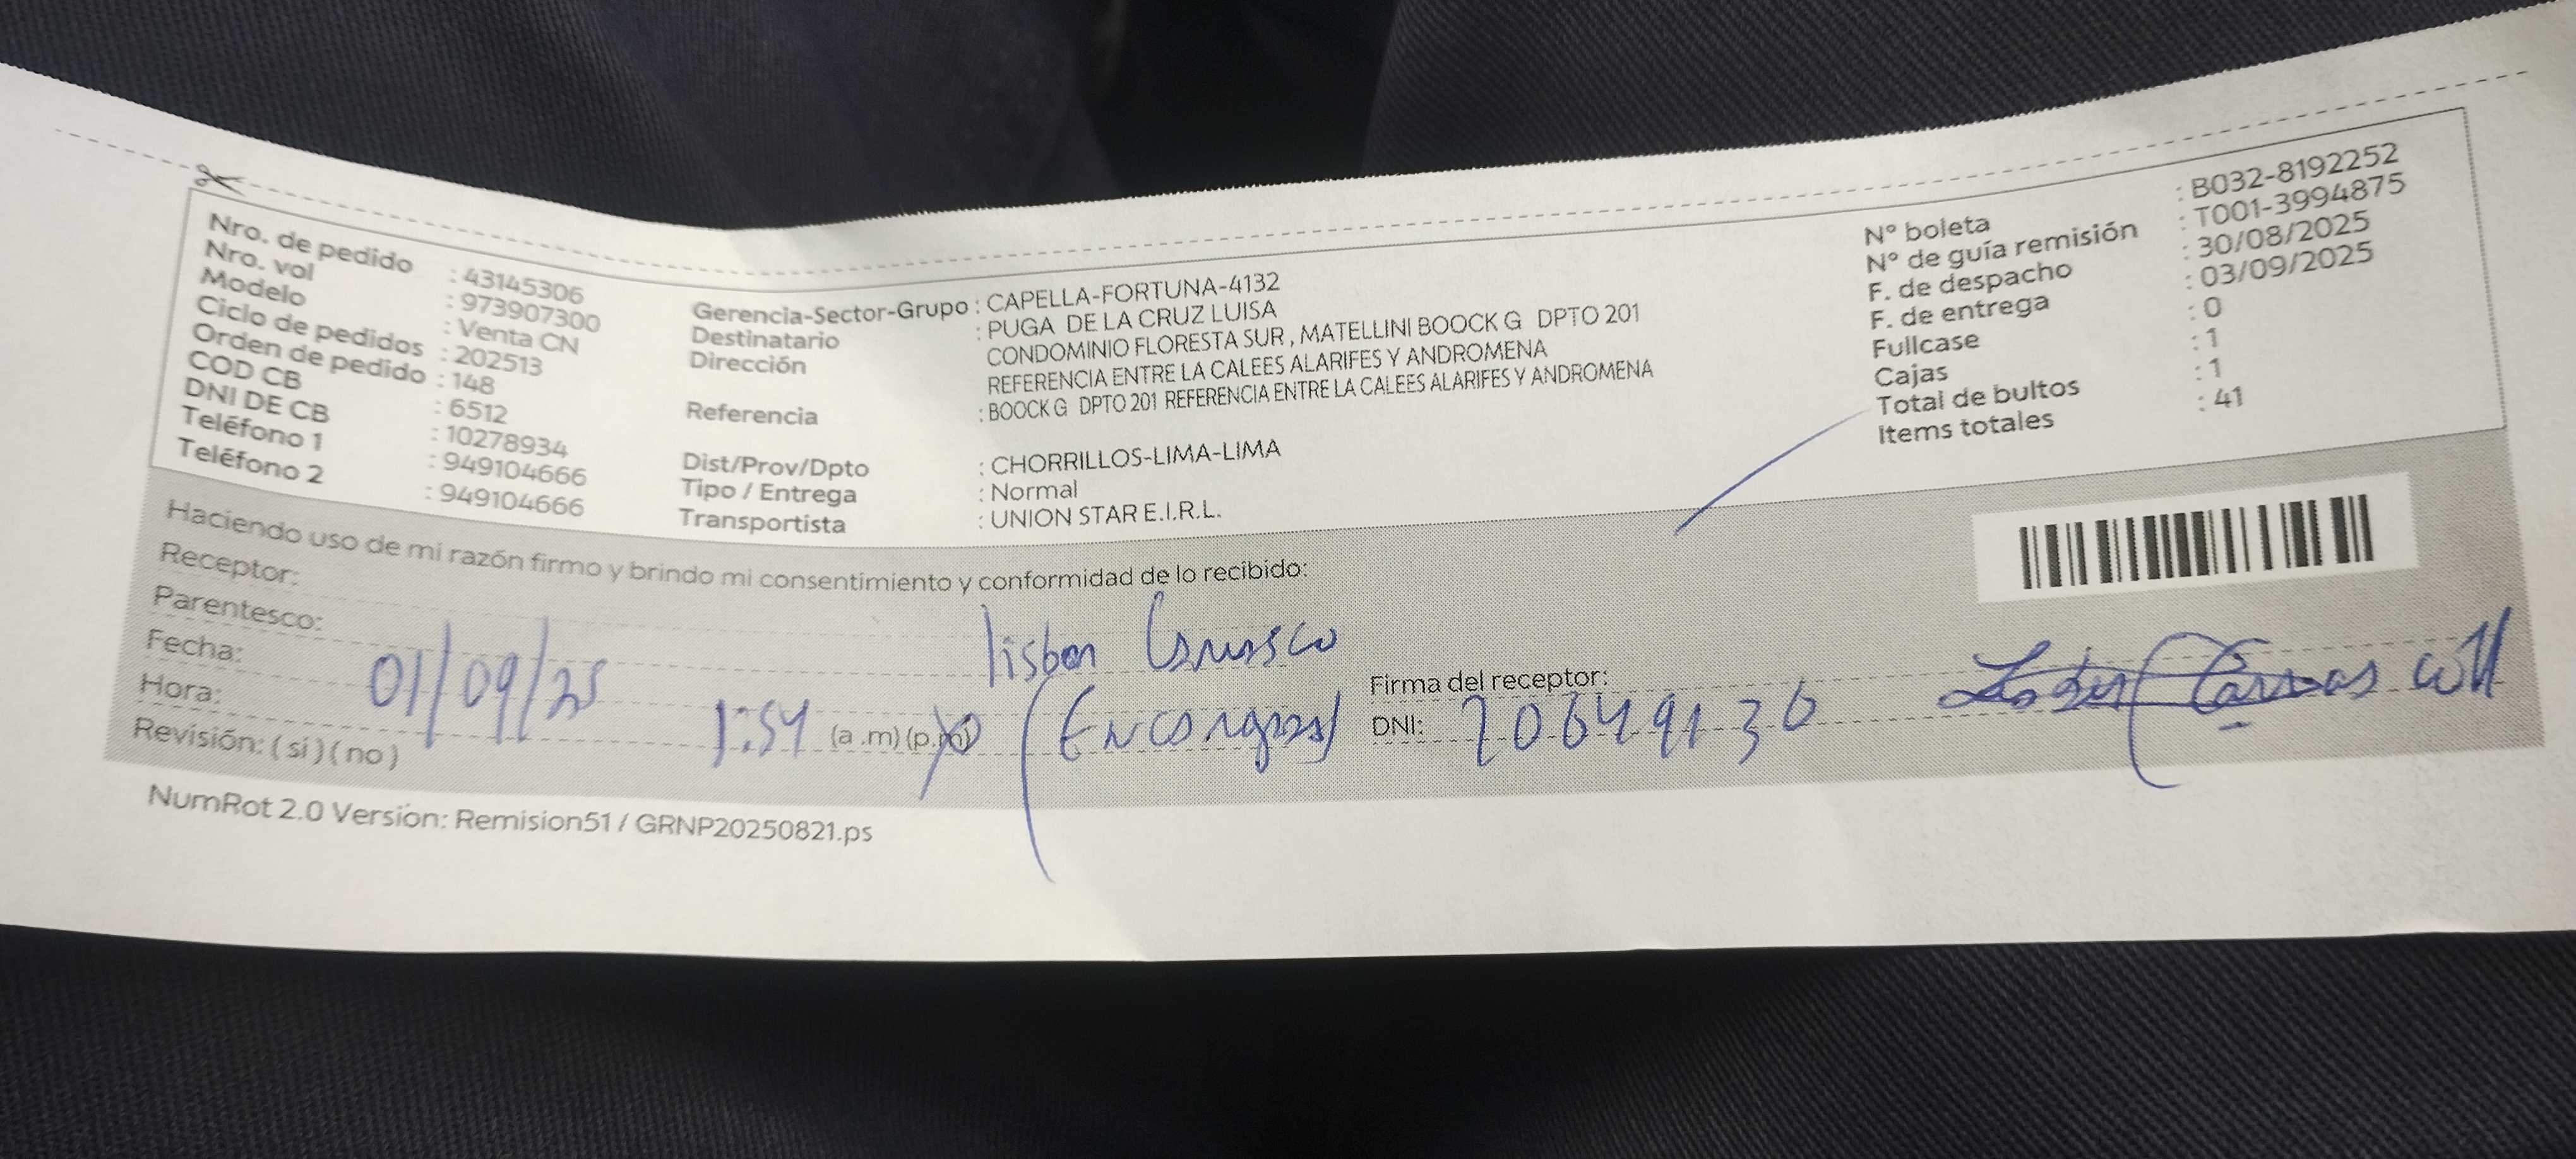 Nro. de pedido : 43145306
Nro. vol : 973907300
Modelo : Venta CN
Ciclo de pedidos : 202513
Orden de pedido : 148
COD CB : 6512
DNI DE CB : 10278934
Teléfono 1 : 949104666
Teléfono 2 : 949104666
Gerencia-Sector-Grupo : CAPELLA-FORTUNA-4132
Destinatario : PUGA DE LA CRUZ LUISA
Dirección CONDOMINIO FLORESTA SUR , MATELLINI BOOCK G DPTO 201
REFERENCIA ENTRE LA CALEES ALARIFES Y ANDROMENA
Referencia : BOOCK G DPTO 201 REFERENCIA ENTRE LA CALEES ALARIFES Y ANDROMENA
Dist/Prov/Dpto : CHORRILLOS-LIMA-LIMA
Tipo / Entrega : Normal
Transportista : UNION STAR E.I.R.L.
N° boleta : B032-8192252
N° de guía remisión : T001-3994875
F. de despacho : 30/08/2025
F. de entrega : 03/09/2025
Fullcase : 0
Cajas : 1
Total de bultos : 1
Items totales : 41
Haciendo uso de mi razón firmo y brindo mi consentimiento y conformidad de lo recibido:
Receptor:
Parentesco:
Fecha: 01/09/25
Hora: 1:54 (a .m) (p.m)
Revisión: ( si ) ( no )
Firma del receptor:
DNI:
NumRot 2.0 Version: Remision51 / GRNP20250821.ps